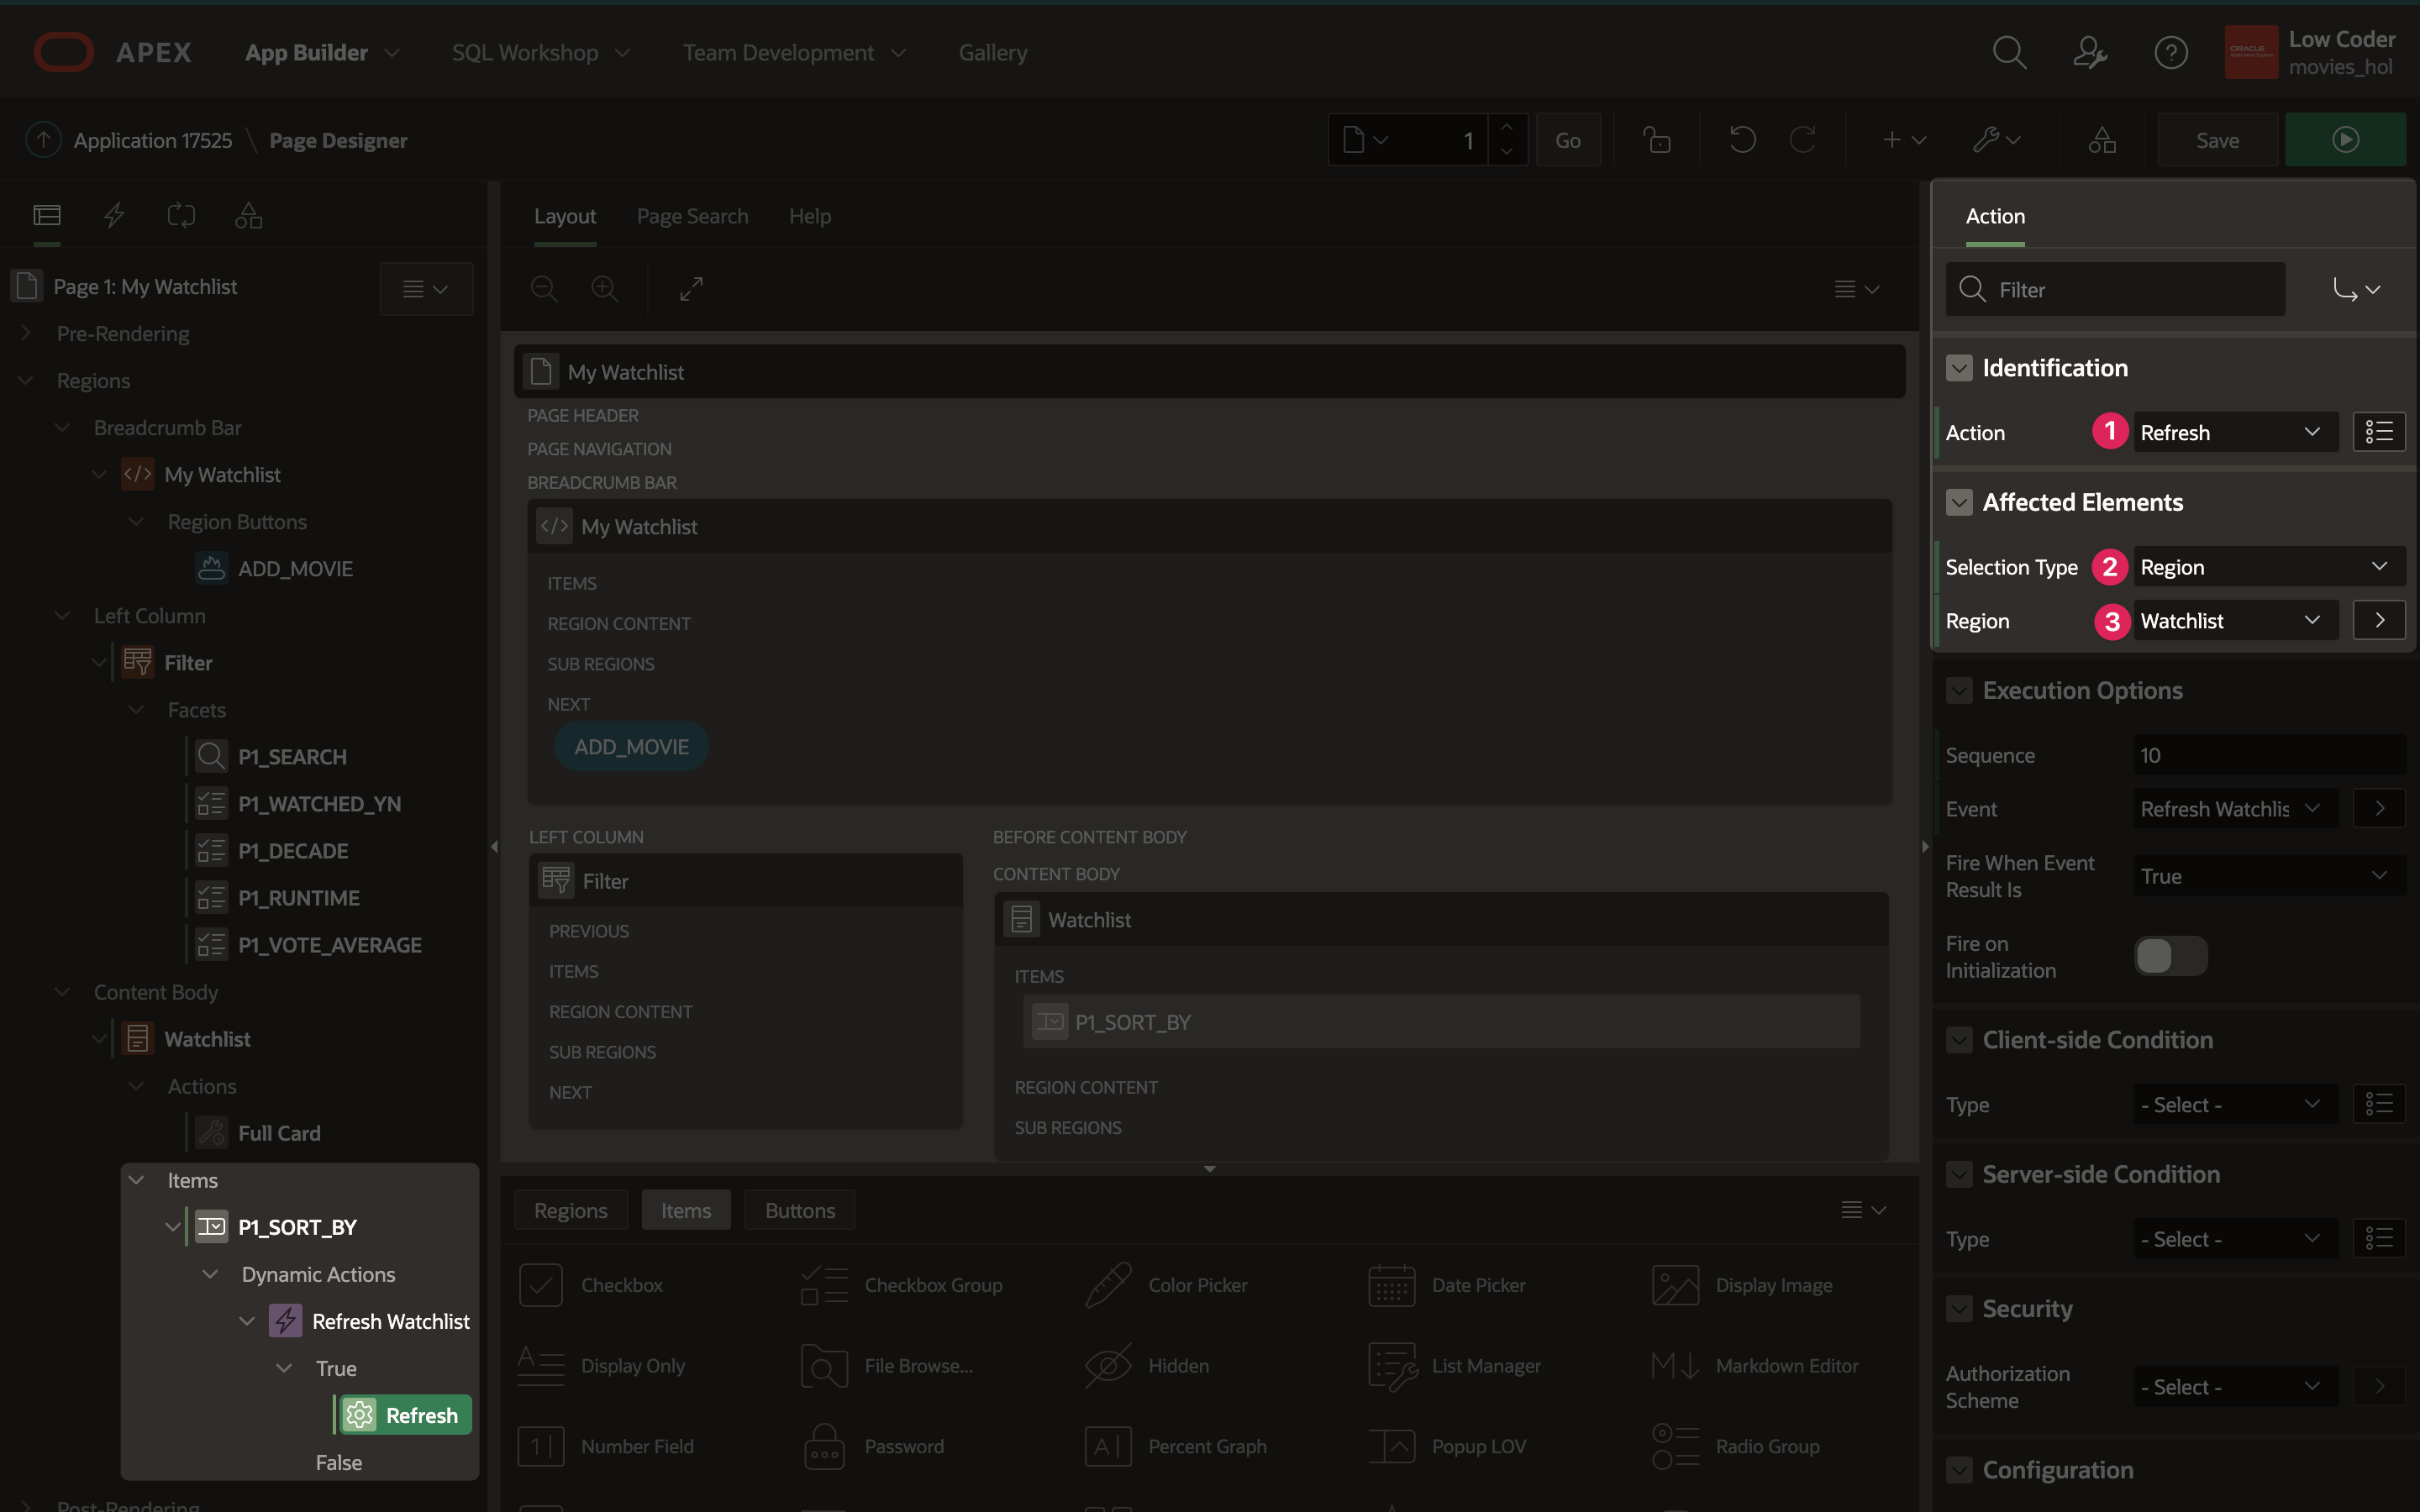 APEX App Builder SQL Workshop Team Development Gallery Low Coder
movies_hol
Application 17525 \ Page Designer 1 Go Save
Page 1: My Watchlist
Pre-Rendering
Regions
Breadcrumb Bar
My Watchlist
Region Buttons
ADD_MOVIE
Left Column
Filter
Facets
P1_SEARCH
P1_WATCHED_YN
P1_DECADE
P1_RUNTIME
P1_VOTE_AVERAGE
Content Body
Watchlist
Actions
Full Card
Items
P1_SORT_BY
Dynamic Actions
Refresh Watchlist
True
Refresh
False
Post-Rendering
Layout Page Search Help
My Watchlist
PAGE HEADER
PAGE NAVIGATION
BREADCRUMB BAR
</> My Watchlist
ITEMS
REGION CONTENT
SUB REGIONS
NEXT
ADD_MOVIE
LEFT COLUMN
Filter
PREVIOUS
ITEMS
REGION CONTENT
SUB REGIONS
NEXT
BEFORE CONTENT BODY
CONTENT BODY
Watchlist
ITEMS
P1_SORT_BY
REGION CONTENT
SUB REGIONS
Regions Items Buttons
Checkbox Checkbox Group Color Picker Date Picker Display Image
Display Only File Browse... Hidden List Manager Markdown Editor
Number Field Password Percent Graph Popup LOV Radio Group
Action
Filter
Identification
Action 1 Refresh
Affected Elements
Selection Type 2 Region
Region 3 Watchlist
Execution Options
Sequence 10
Event Refresh Watchlis
Fire When Event
Result Is True
Fire on
Initialization
Client-side Condition
Type - Select -
Server-side Condition
Type - Select -
Security
Authorization
Scheme - Select -
Configuration